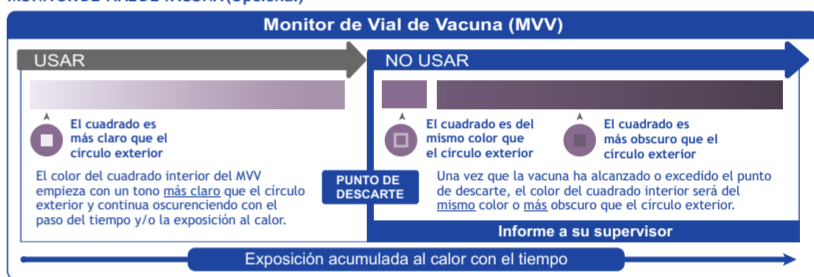 Monitor de Vial de Vacuna (MVV)
USAR
NO USAR
El cuadrado es
más claro que el
círculo exterior
El cuadrado es del
mismo color que
el círculo exterior
El cuadrado es
más obscuro que el
círculo exterior
El color del cuadrado interior del MVV
empieza con un tono más claro que el círculo
exterior y continua oscureciendo con el
paso del tiempo y/o la exposición al calor.
PUNTO DE
DESCARTE
Una vez que la vacuna ha alcanzado o excedido el punto
de descarte, el color del cuadrado interior será del
mismo color o más obscuro que el círculo exterior.
Informe a su supervisor
Exposición acumulada al calor con el tiempo